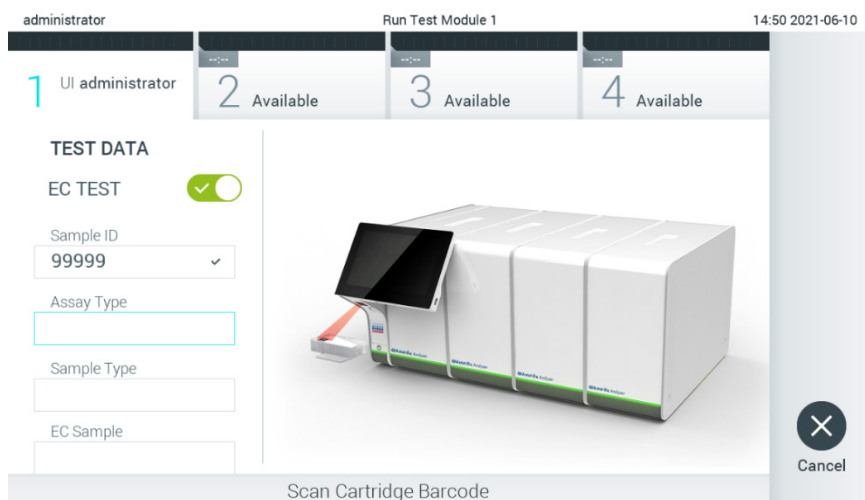 administrator
Run Test Module 1
14:50 2021-06-10
1 UI administrator
--:--
2 Available
--:--
3 Available
--:--
4 Available
TEST DATA
EC TEST
Sample ID
99999
Assay Type
Sample Type
EC Sample
Cancel
Scan Cartridge Barcode